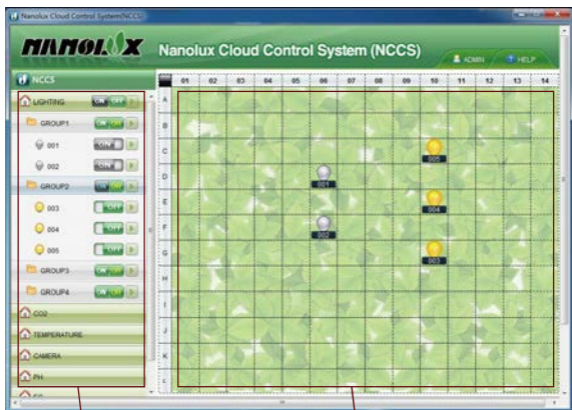 Nanolux Cloud Control System(NCCS)
NANOLUX
Nanolux Cloud Control System (NCCS)
ADMIN
HELP
NCCS
01 02 03 04 05 06 07 08 09 10 11 12 13 14
LIGHTING
ON OFF
A
GROUP1
ON OFF
B
001
ON
C
005
002
ON
D
001
GROUP2
ON OFF
E
004
003
OFF
F
002
004
OFF
G
003
005
OFF
H
GROUP3
ON OFF
I
GROUP4
ON OFF
CO2
J
TEMPERATURE
K
CAMERA
PH
L